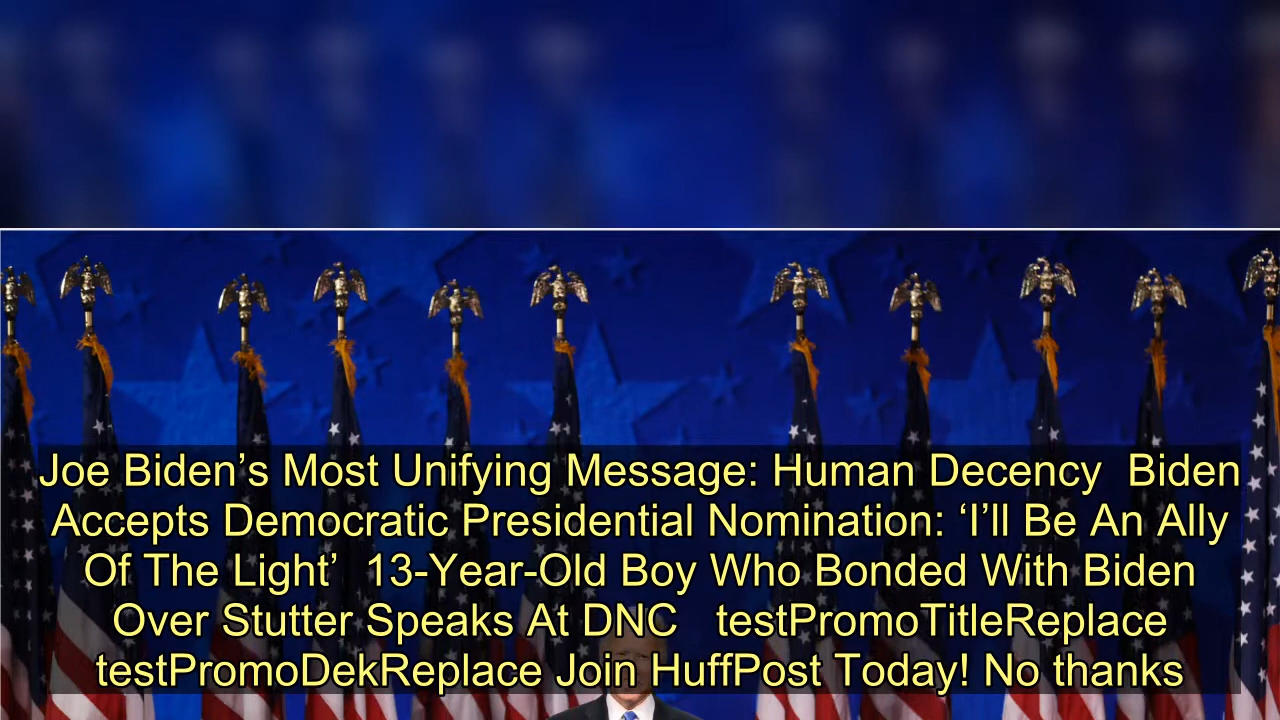 Joe Biden’s Most Unifying Message: Human Decency  Biden
Accepts Democratic Presidential Nomination: ‘I’ll Be An Ally
Of The Light’  13-Year-Old Boy Who Bonded With Biden
Over Stutter Speaks At DNC   testPromoTitleReplace
testPromoDekReplace Join HuffPost Today! No thanks